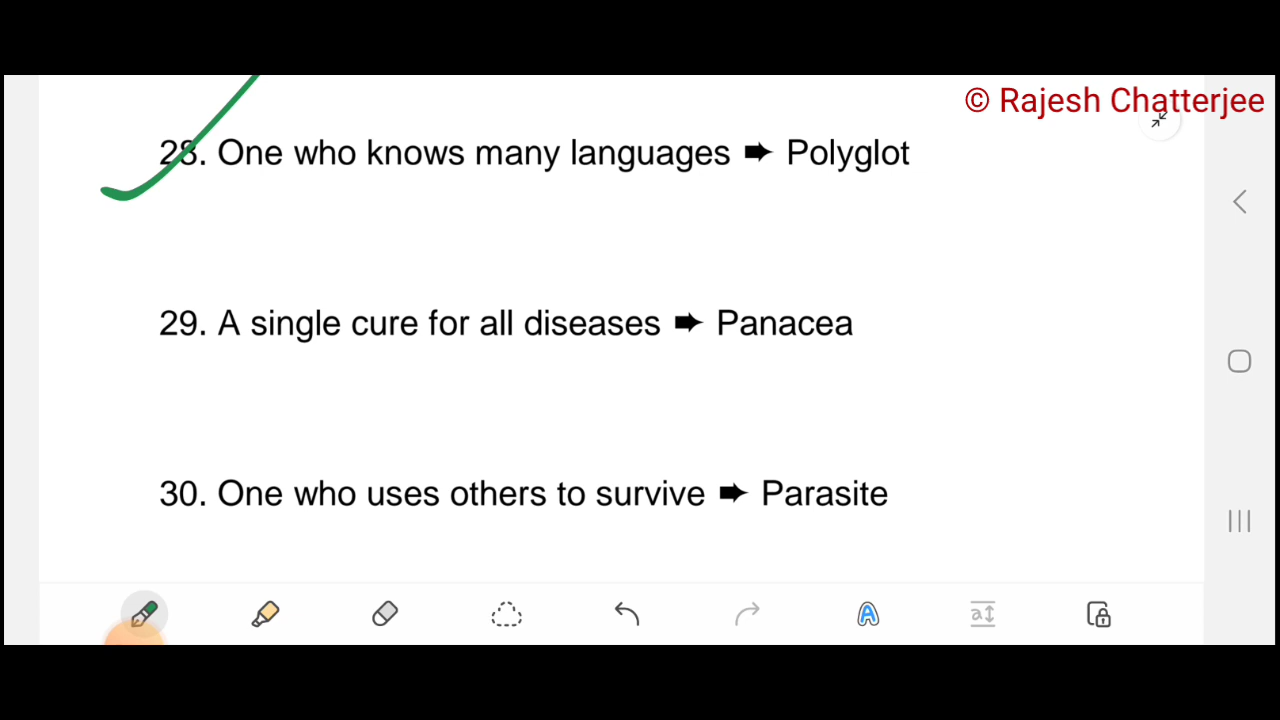 © Rajesh Chatterjee
28. One who knows many languages ➨ Polyglot
29. A single cure for all diseases ➨ Panacea
30. One who uses others to survive ➨ Parasite